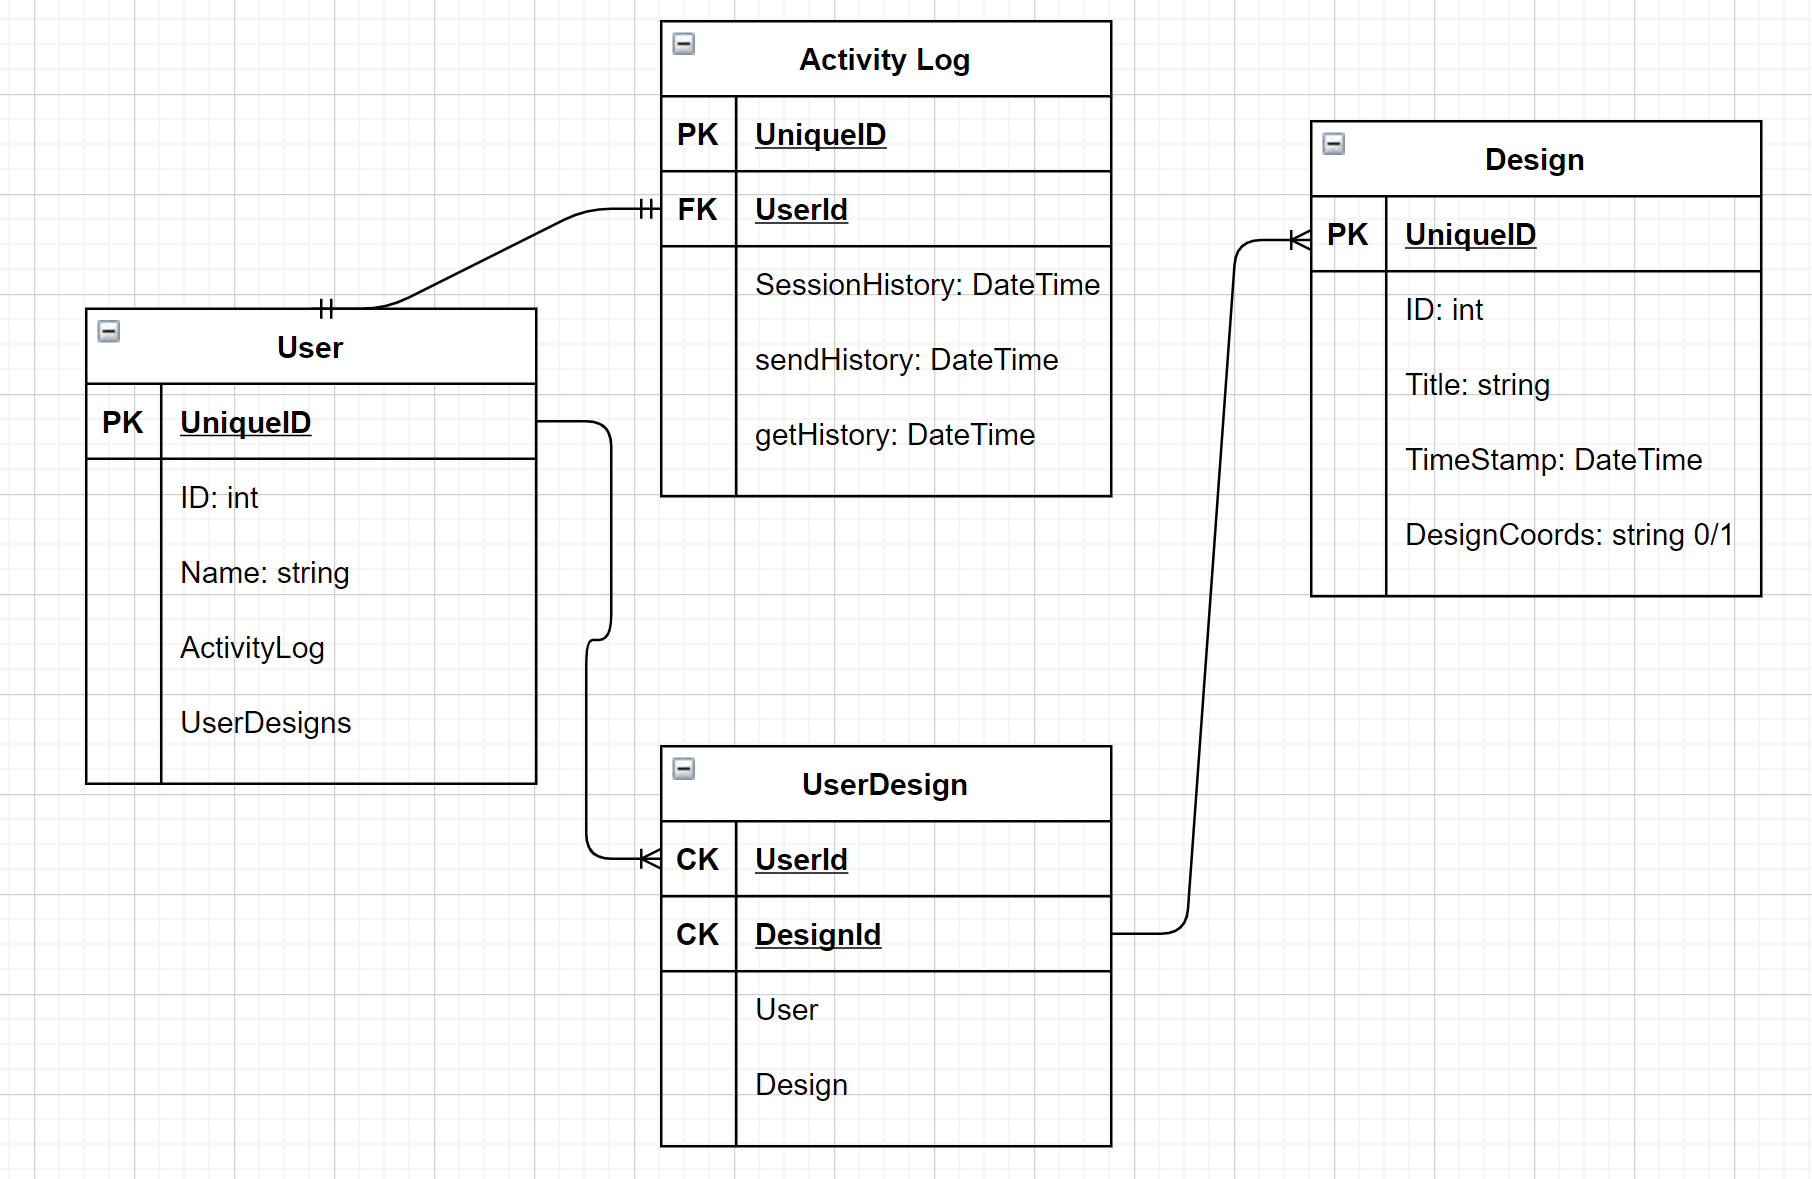 Activity Log
PK UniqueID
FK UserId
SessionHistory: DateTime
sendHistory: DateTime
getHistory: DateTime
Design
PK UniqueID
ID: int
Title: string
TimeStamp: DateTime
DesignCoords: string 0/1
User
PK UniqueID
ID: int
Name: string
ActivityLog
UserDesigns
UserDesign
CK UserId
CK DesignId
User
Design